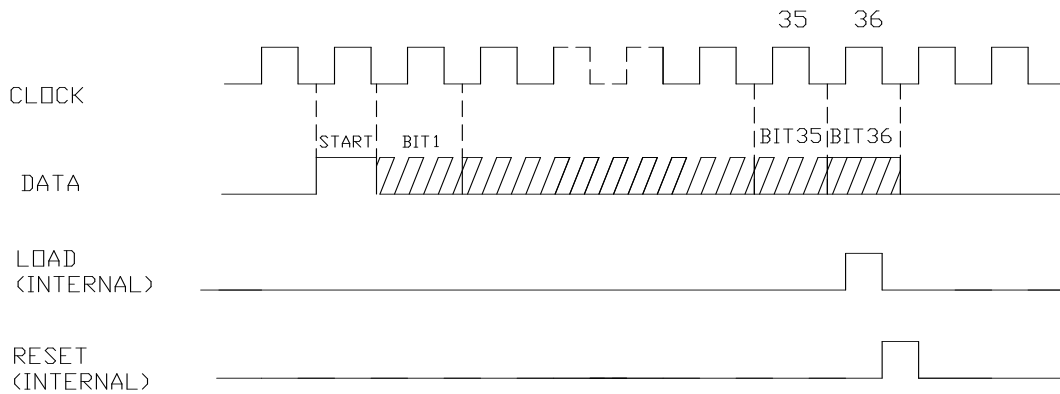 35 36
CLOCK
START BIT1 BIT35 BIT36
DATA
LOAD
(INTERNAL)
RESET
(INTERNAL)